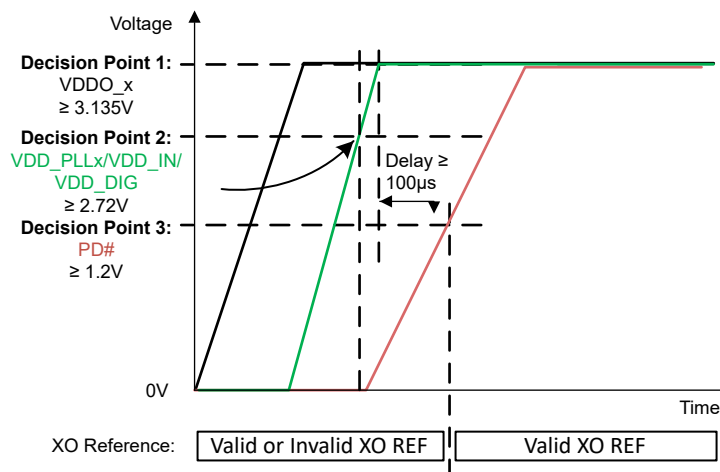 Voltage
Decision Point 1:
VDDO_x
≥ 3.135V
Decision Point 2:
VDD_PLLx/VDD_IN/
VDD_DIG
≥ 2.72V
Delay ≥
100µs
Decision Point 3:
PD#
≥ 1.2V
0V
Time
XO Reference:
Valid or Invalid XO REF
Valid XO REF